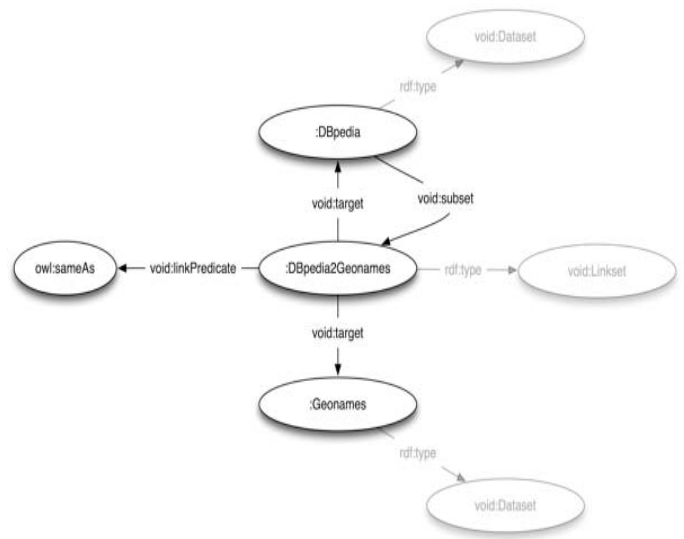 void:Dataset
rdf:type
:DBpedia
void:target
void:subset
owl:sameAs
void:linkPredicate
:DBpedia2Geonames
rdf:type
void:Linkset
void:target
:Geonames
rdf:type
void:Dataset